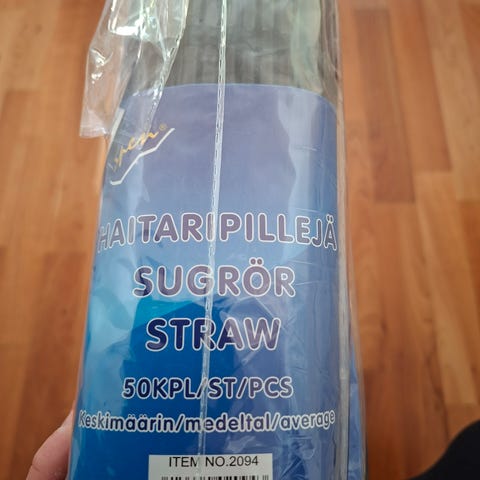 HAITARIPILLEJÄ
SUGRÖR
STRAW
50KPL/ST/PCS
Keskimäärin/medeltal/average
ITEM NO.2094